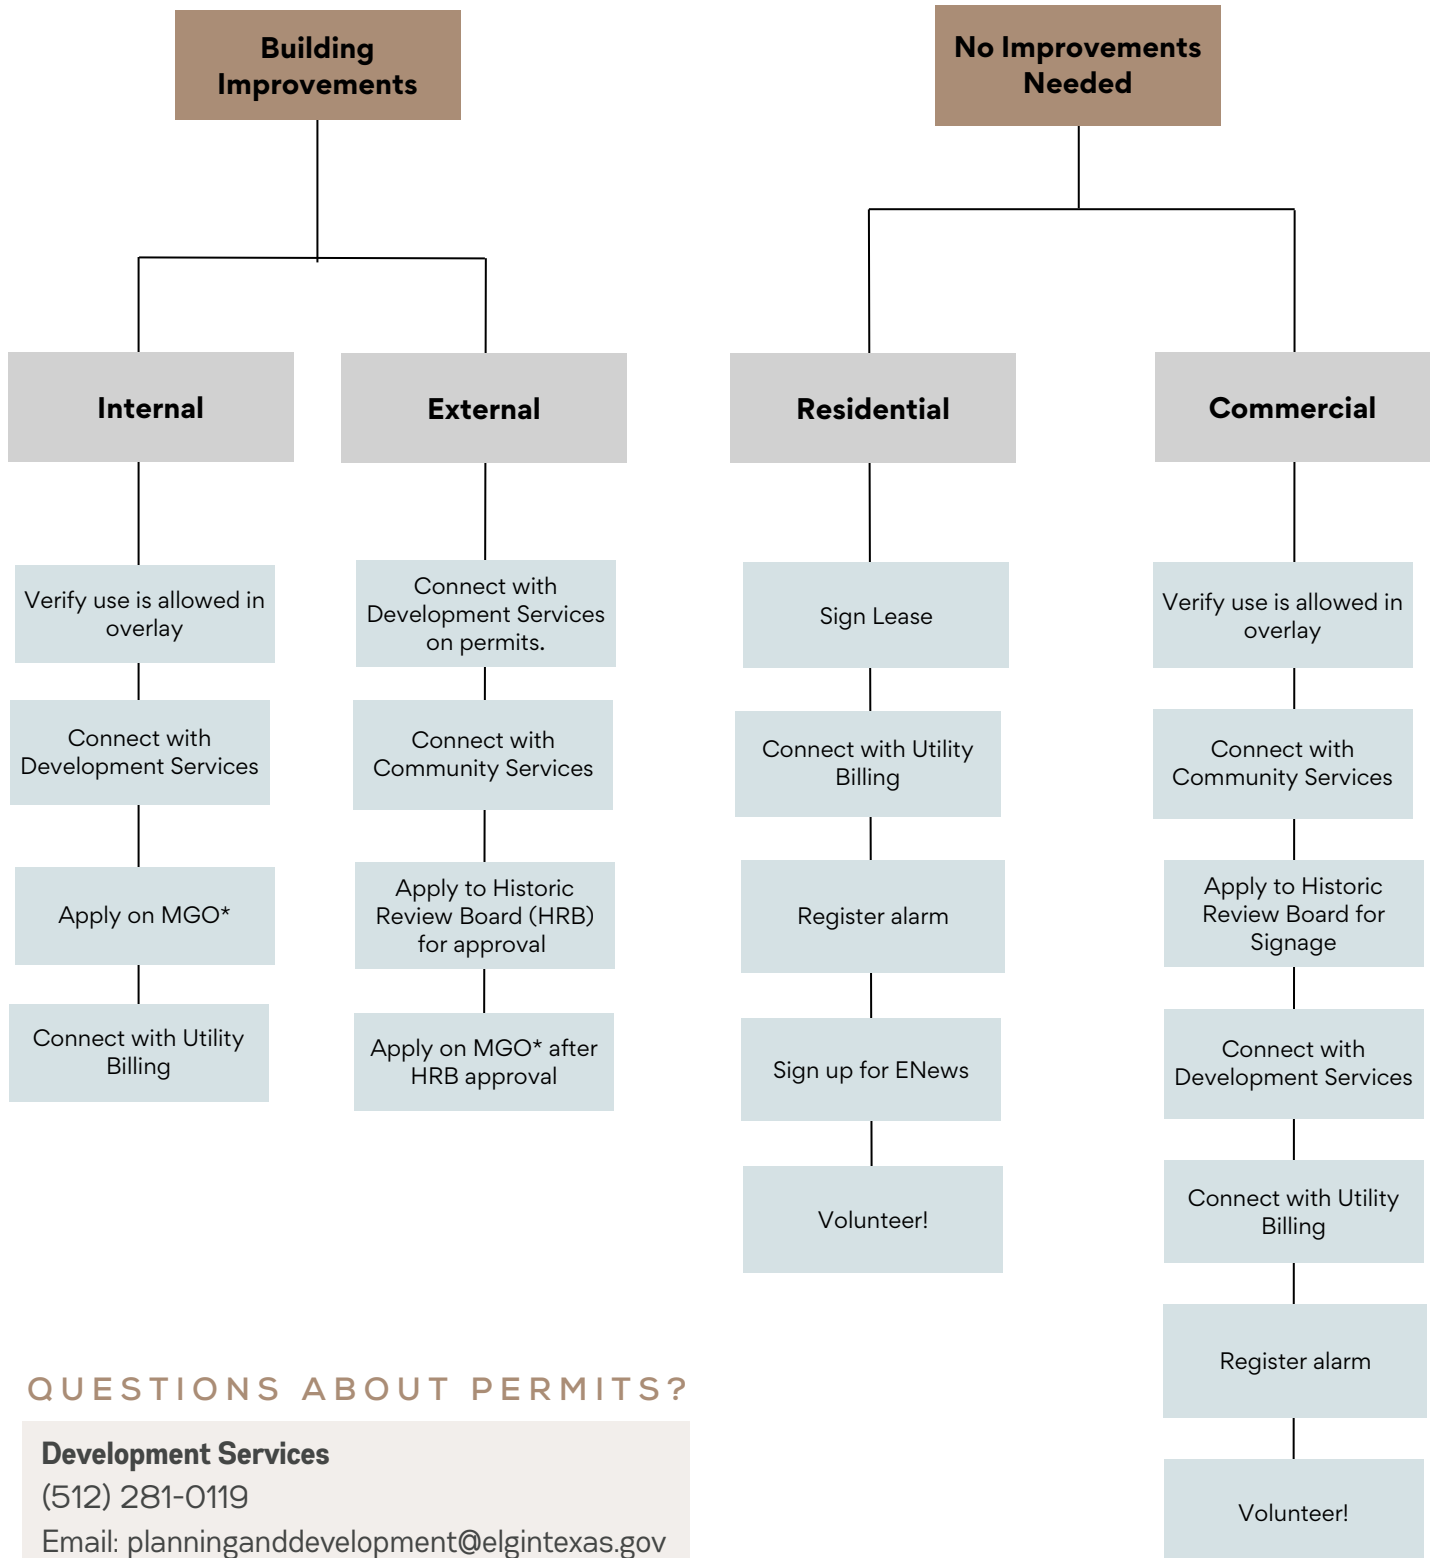 Building
Improvements
No Improvements
Needed
Internal
External
Residential
Commercial
Verify use is allowed in
overlay
Connect with
Development Services
Apply on MGO*
Connect with Utility
Billing
Connect with
Development Services
on permits.
Connect with
Community Services
Apply to Historic
Review Board (HRB)
for approval
Apply on MGO* after
HRB approval
Sign Lease
Connect with Utility
Billing
Register alarm
Sign up for ENews
Volunteer!
Verify use is allowed in
overlay
Connect with
Community Services
Apply to Historic
Review Board for
Signage
Connect with
Development Services
Connect with Utility
Billing
Register alarm
Volunteer!
QUESTIONS ABOUT PERMITS?
Development Services
(512) 281-0119
Email: planninganddevelopment@elgintexas.gov